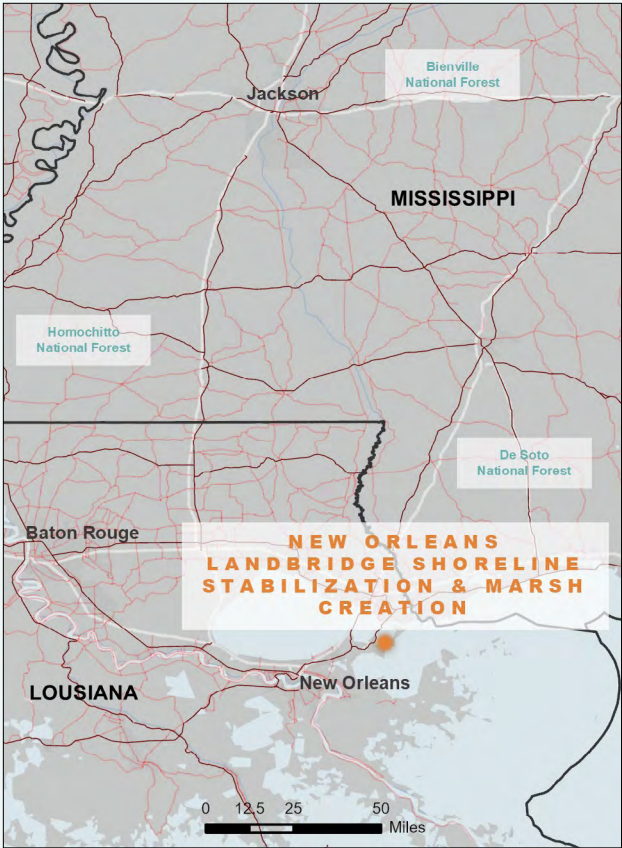 Bienville
National Forest
Jackson
MISSISSIPPI
Homochitto
National Forest
De Soto
National Forest
Baton Rouge
NEW ORLEANS
LANDBRIDGE SHORELINE
STABILIZATION & MARSH
CREATION
New Orleans
LOUSIANA
0 12.5 25 50
Miles